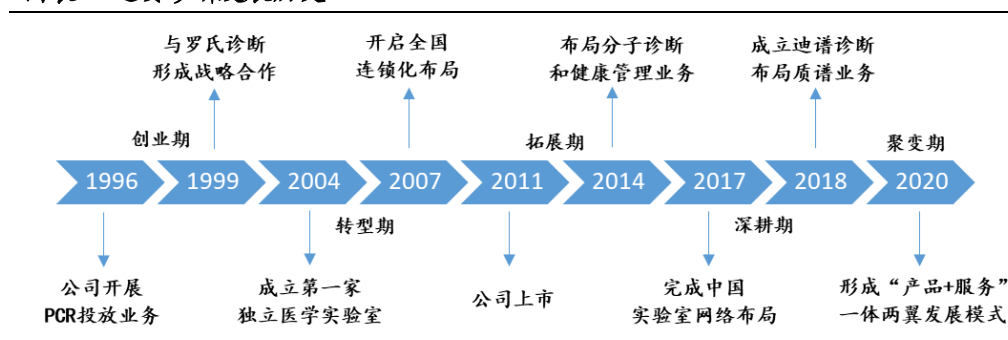 与罗氏诊断
形成战略合作
开启全国
连锁化布局
布局分子诊断
和健康管理业务
成立迪谱诊断
布局质谱业务
创业期
拓展期
聚变期
1996
1999
2004
2007
2011
2014
2017
2018
2020
转型期
深耕期
公司开展
PCR投放业务
成立第一家
独立医学实验室
公司上市
完成中国
实验室网络布局
形成“产品+服务”
一体两翼发展模式